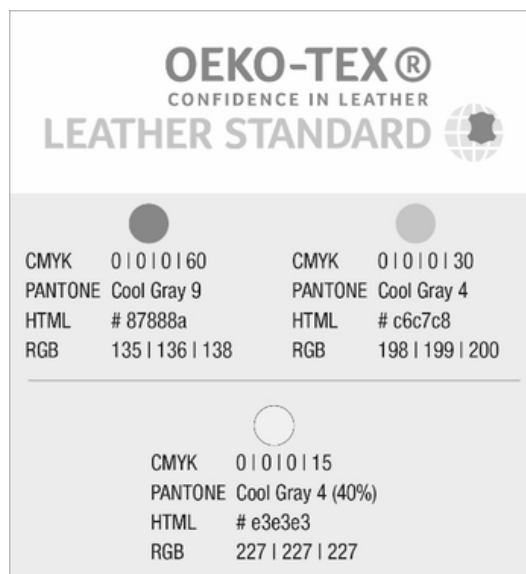 OEKO-TEX®
CONFIDENCE IN LEATHER
LEATHER STANDARD
CMYK 0 | 0 | 0 | 60
PANTONE Cool Gray 9
HTML # 87888a
RGB 135 | 136 | 138
CMYK 0 | 0 | 0 | 30
PANTONE Cool Gray 4
HTML # c6c7c8
RGB 198 | 199 | 200
CMYK 0 | 0 | 0 | 15
PANTONE Cool Gray 4 (40%)
HTML # e3e3e3
RGB 227 | 227 | 227